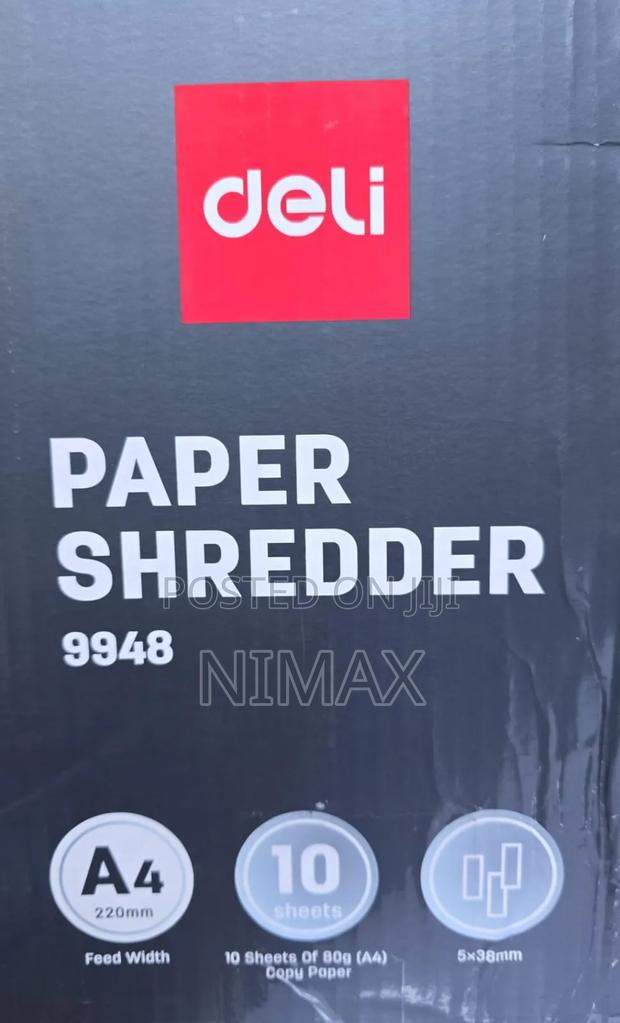 deli
PAPER
SHREDDER
POSTED ON JIJI
9948
NIMAX
A4
220mm
Feed Width
10
sheets
10 Sheets Of 80g (A4)
Copy Paper
5×38mm